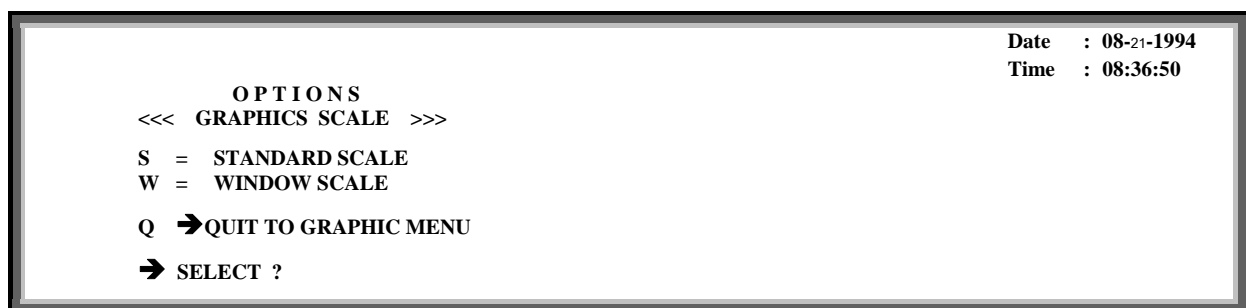 Date : 08-21-1994
Time : 08:36:50
O P T I O N S
<<< GRAPHICS SCALE >>>
S = STANDARD SCALE
W = WINDOW SCALE
Q ➔ QUIT TO GRAPHIC MENU
➔ SELECT ?